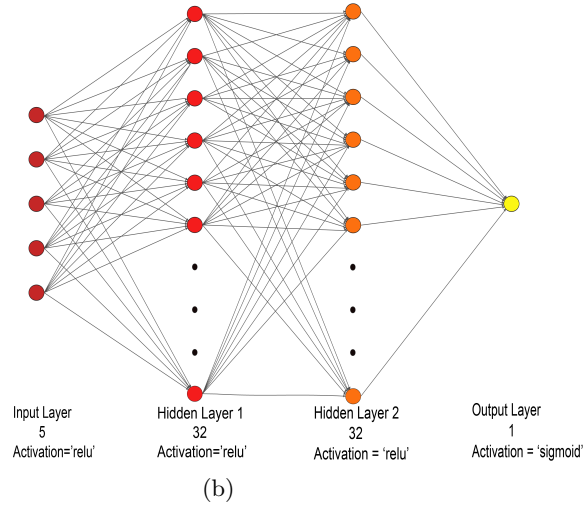 Input Layer
5
Activation='relu'
Hidden Layer 1
32
Activation='relu'
Hidden Layer 2
32
Activation = 'relu'
Output Layer
1
Activation = 'sigmoid'
(b)